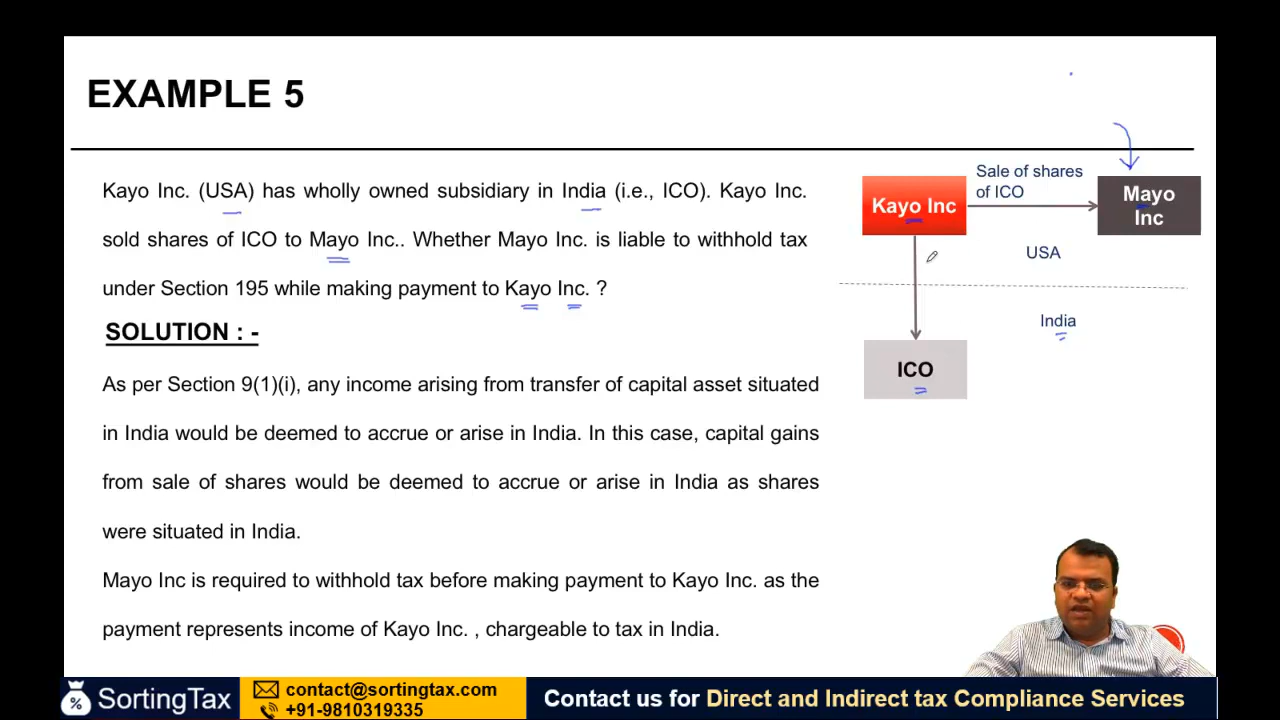 EXAMPLE 5
Kayo Inc. (USA) has wholly owned subsidiary in India (i.e., ICO). Kayo Inc.
sold shares of ICO to Mayo Inc.. Whether Mayo Inc. is liable to withhold tax
under Section 195 while making payment to Kayo Inc. ?
SOLUTION : -
As per Section 9(1)(i), any income arising from transfer of capital asset situated
in India would be deemed to accrue or arise in India. In this case, capital gains
from sale of shares would be deemed to accrue or arise in India as shares
were situated in India.
Mayo Inc is required to withhold tax before making payment to Kayo Inc. as the
payment represents income of Kayo Inc. , chargeable to tax in India.
Kayo Inc
Sale of shares
of ICO
Mayo
Inc
USA
India
ICO
% SortingTax
contact@sortingtax.com
+91-9810319335
Contact us for Direct and Indirect tax Compliance Services